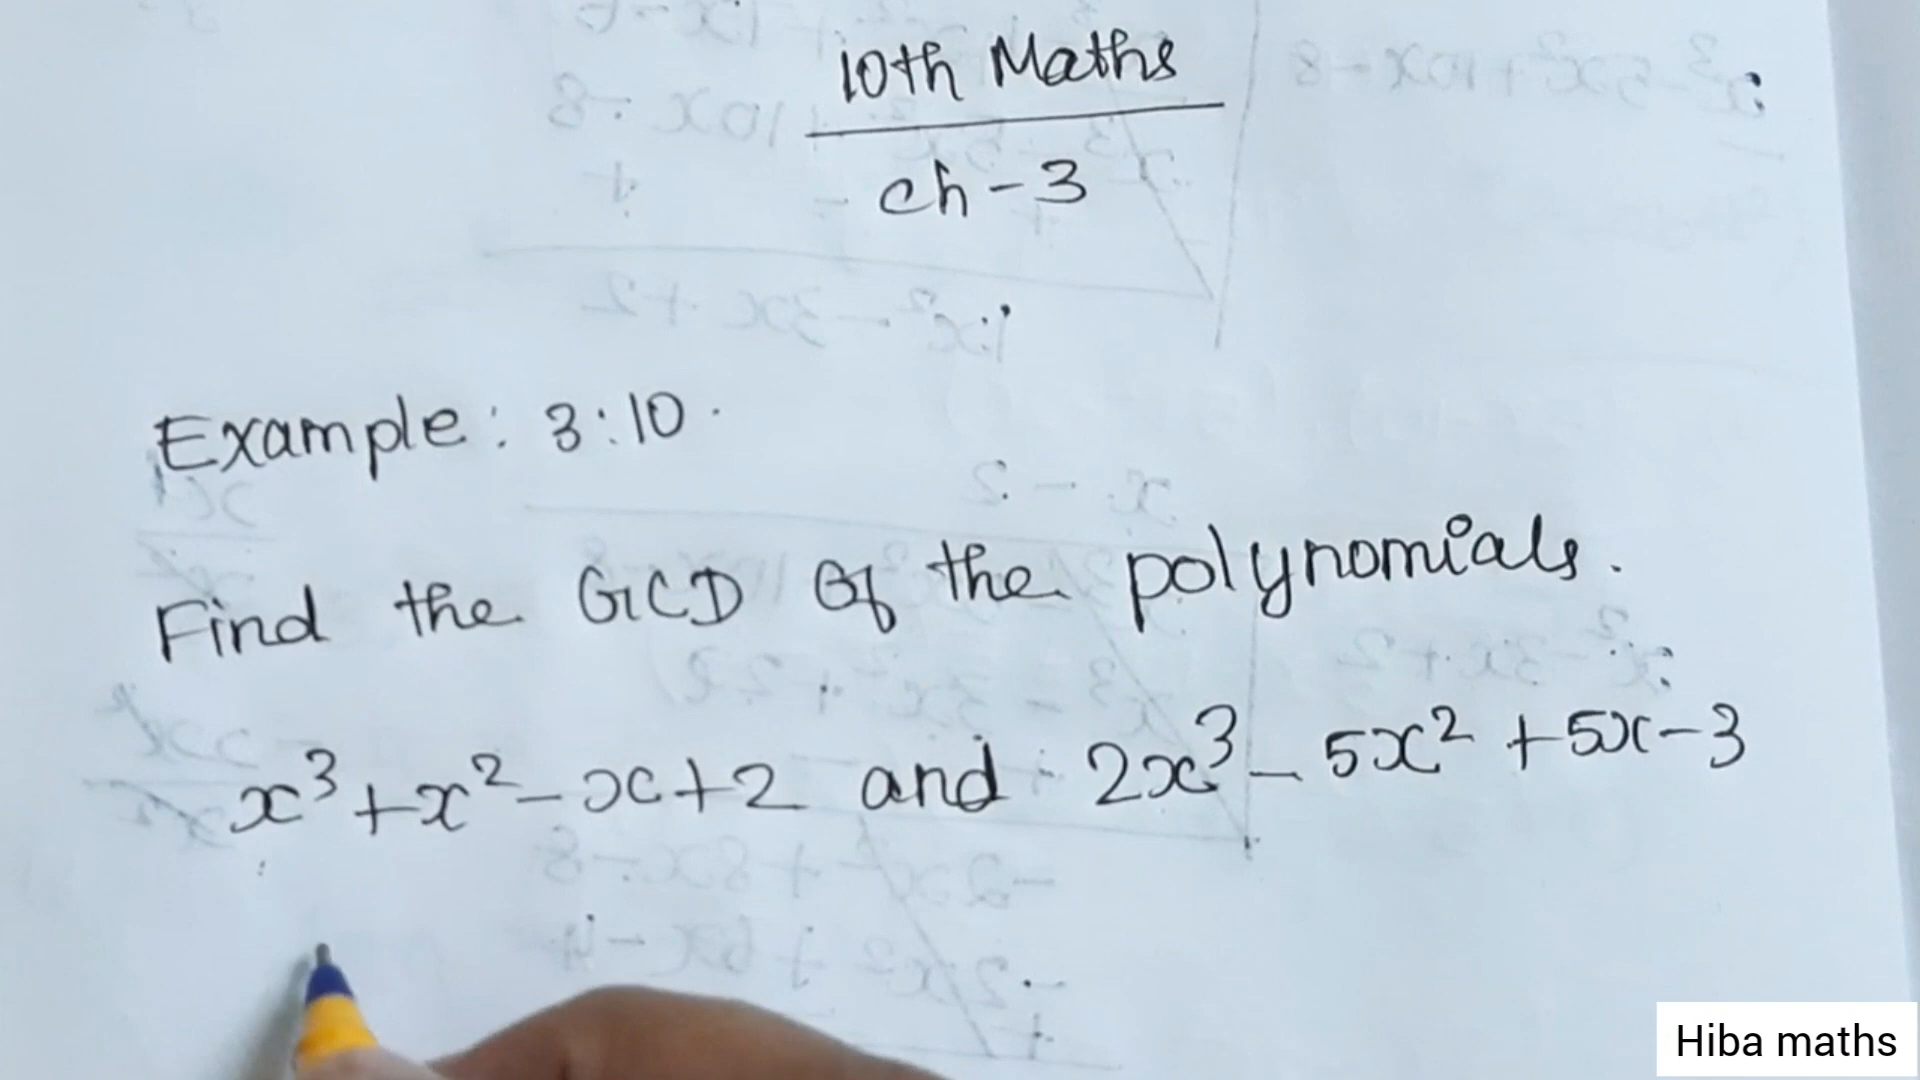 10th Maths
ch - 3
Example: 3:10.
Find the GCD of the polynomials.
x³ + x² - x + 2 and 2x³ - 5x² + 5x - 3
Hiba maths